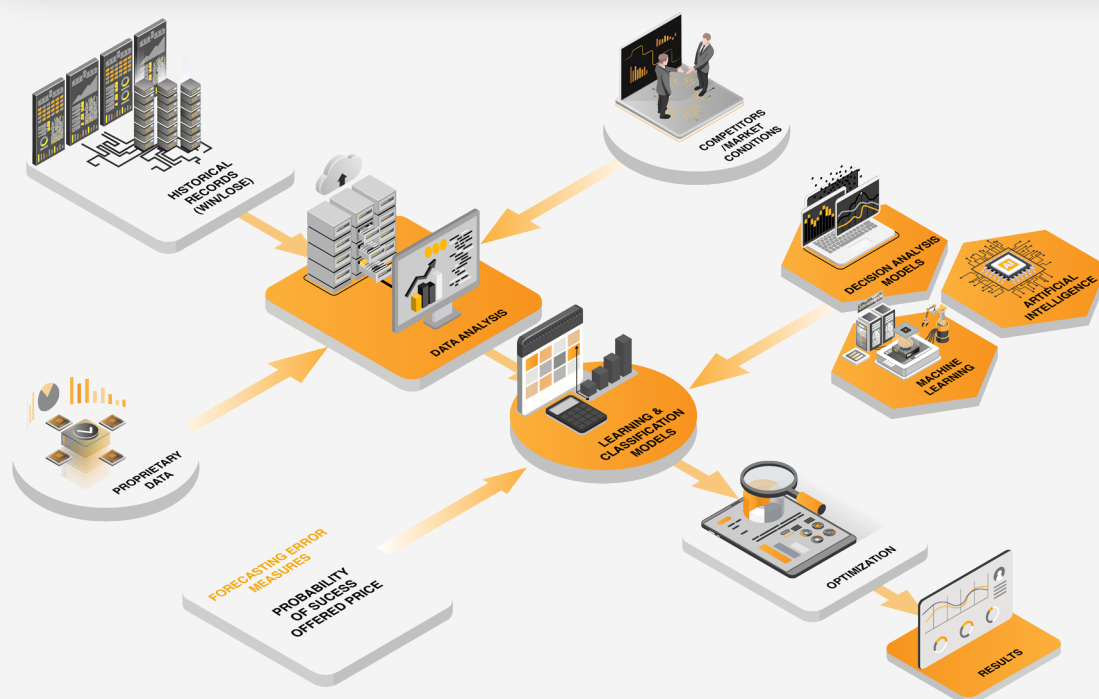 HISTORICAL
RECORDS
(WIN/LOSE)
COMPETITORS
/MARKET
CONDITIONS
DECISION ANALYSIS
MODELS
ARTIFICIAL
INTELLIGENCE
MACHINE
LEARNING
DATA ANALYSIS
LEARNING &
CLASSIFICATION
MODELS
PROPRIETARY
DATA
FORECASTING ERROR
MEASURES
PROBABILITY
OF SUCESS
OFFERED PRICE
OPTIMIZATION
RESULTS